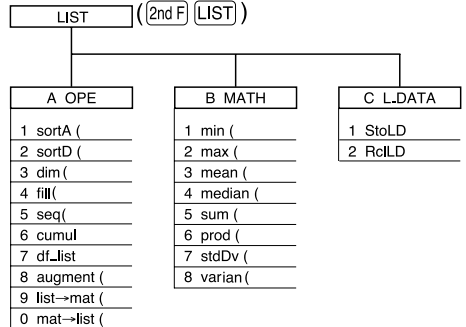 LIST ( 2nd F LIST )
A OPE
1 sortA (
2 sortD (
3 dim (
4 fill(
5 seq(
6 cumul
7 df_list
8 augment (
9 list→mat (
0 mat→list (
B MATH
1 min (
2 max (
3 mean (
4 median (
5 sum (
6 prod (
7 stdDv (
8 varian (
C L_DATA
1 StoLD
2 RclLD